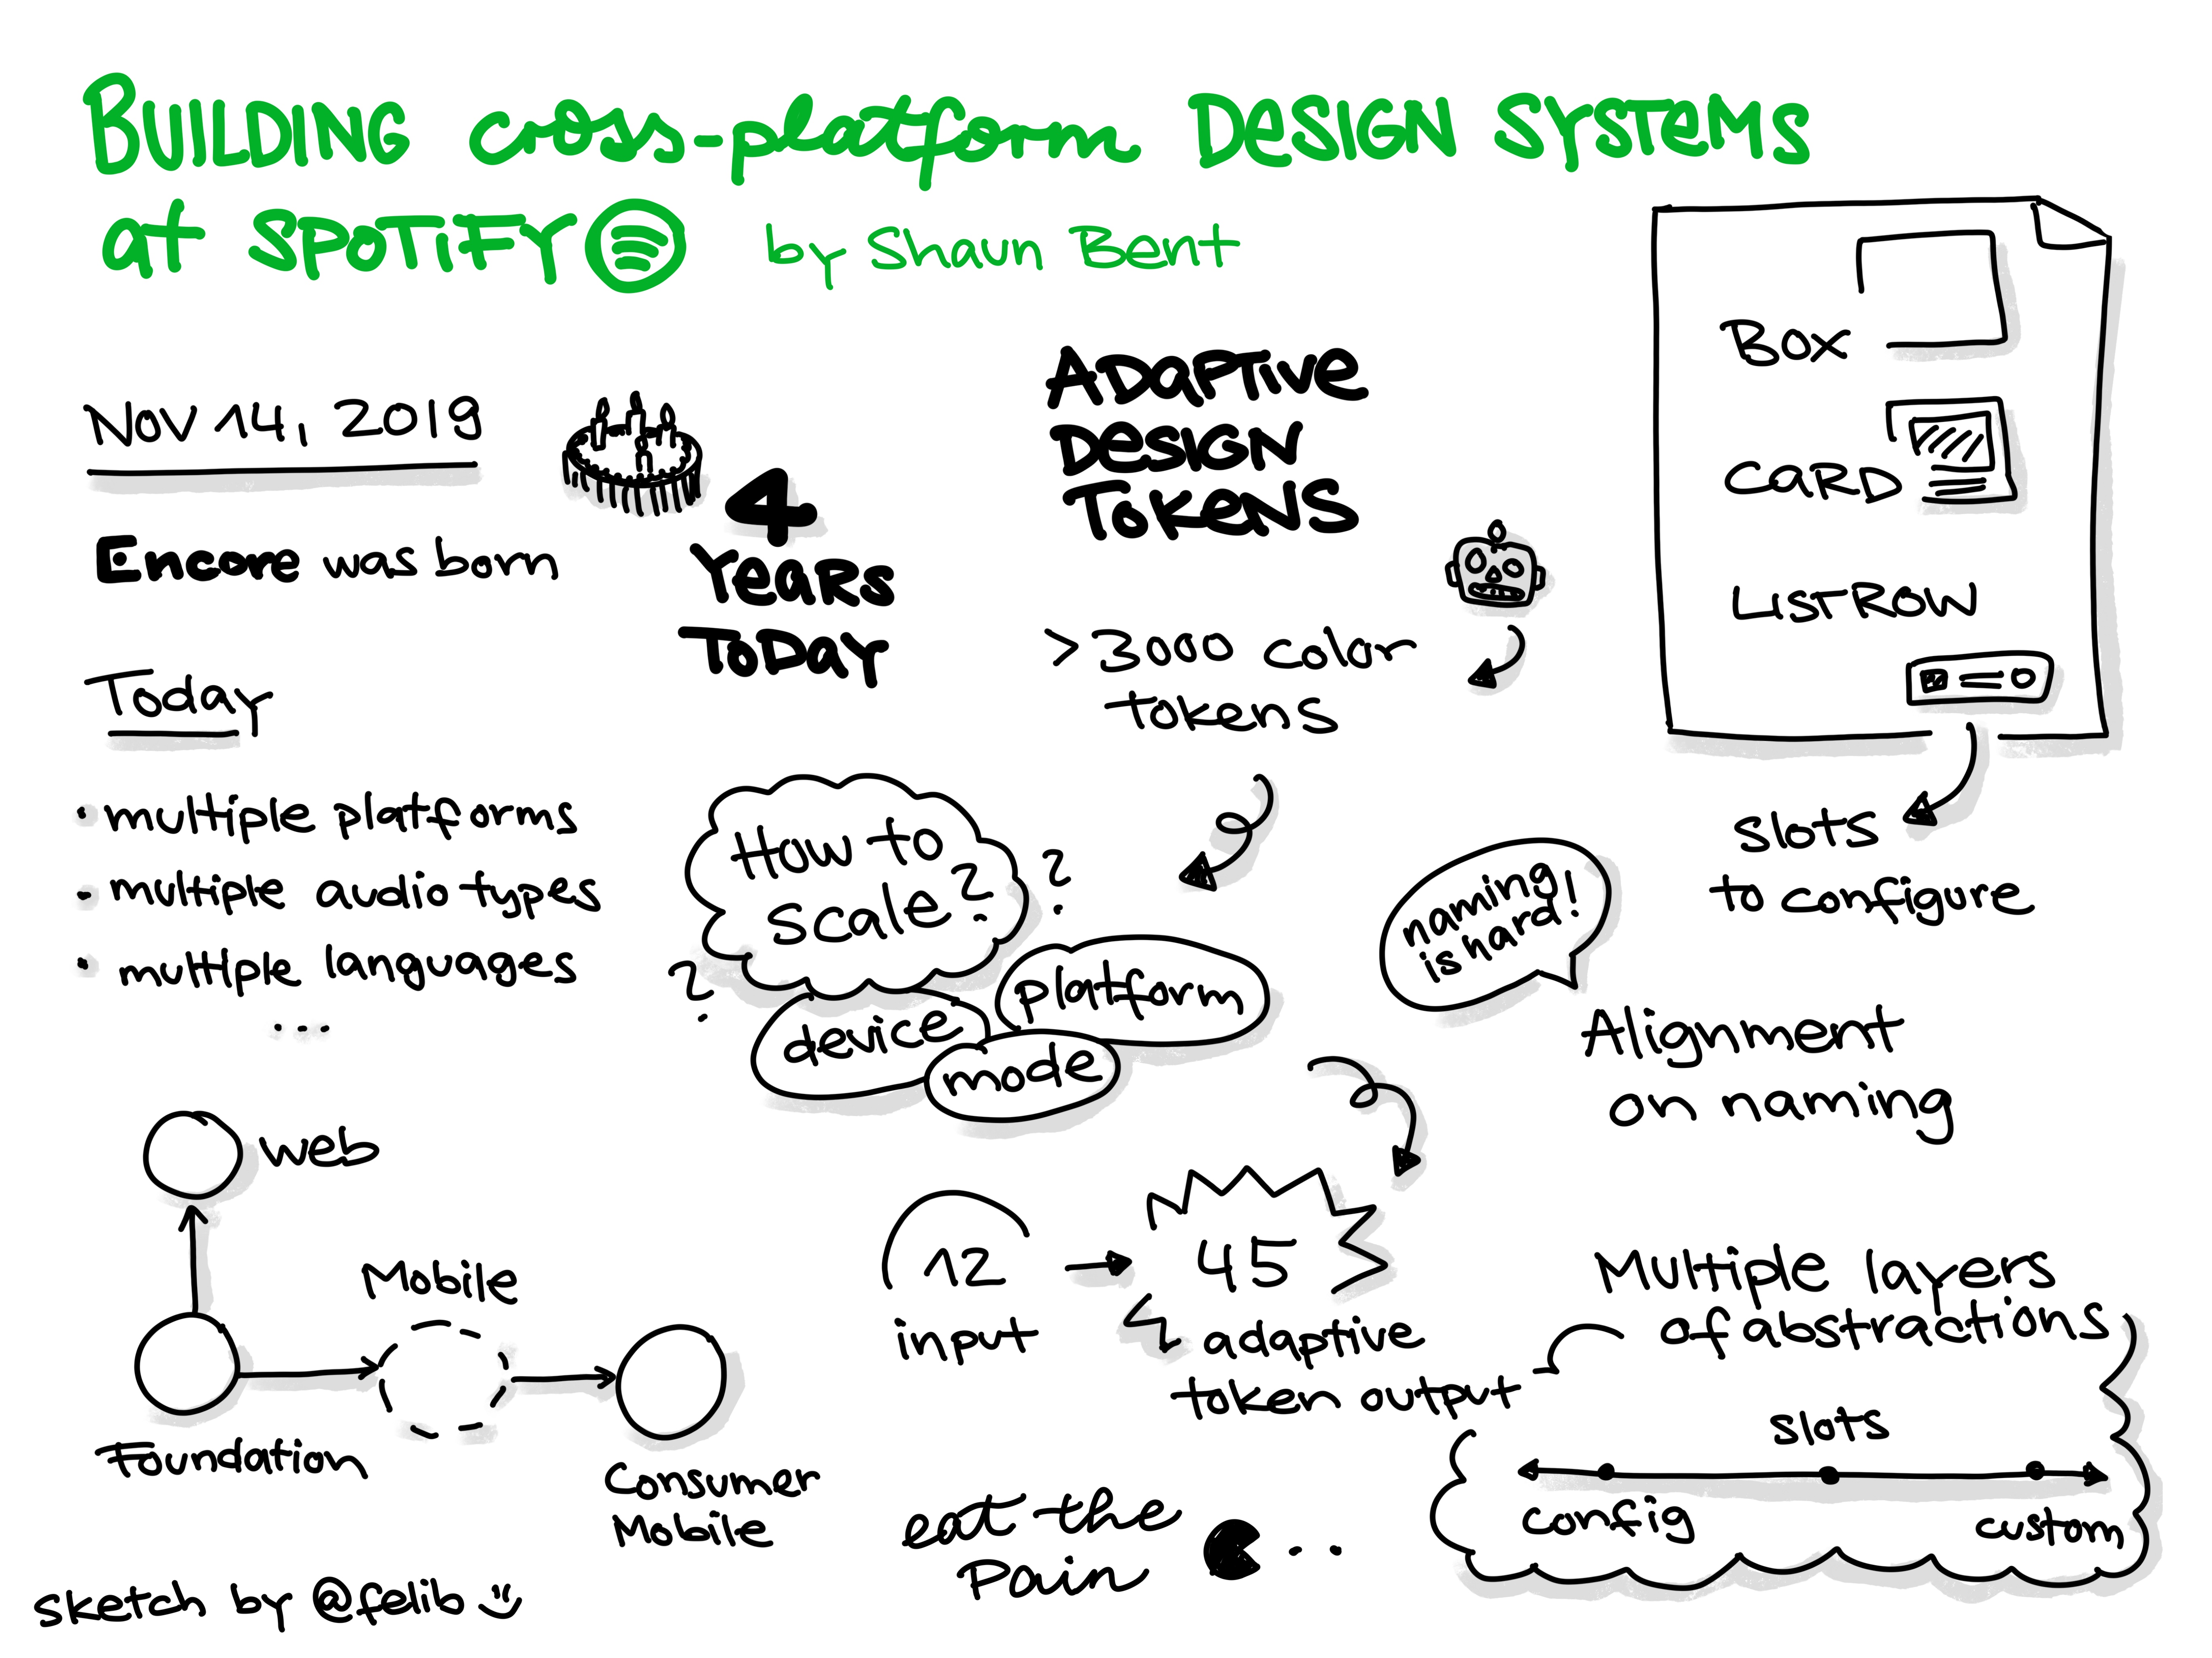 BUILDING cross-platform DESIGN SYSTEMS
at SPOTIFY by Shaun Bent
NOV 14, 2019
Encore was born
4
YEARS
TODAY
Today
• multiple platforms
• multiple audio types
• multiple languages
...
web
Mobile
Foundation
Consumer
Mobile
sketch by @felib
ADAPTIVE
DESIGN
TOKENS
>3000 color
tokens
How to
scale?
?
?
platform
device
mode
12
input
45
adaptive
token output
eat the
pain
BOX
CARD
LISTROW
slots
to configure
naming
is hard!
Alignment
on naming
Multiple layers
of abstractions
slots
config
custom